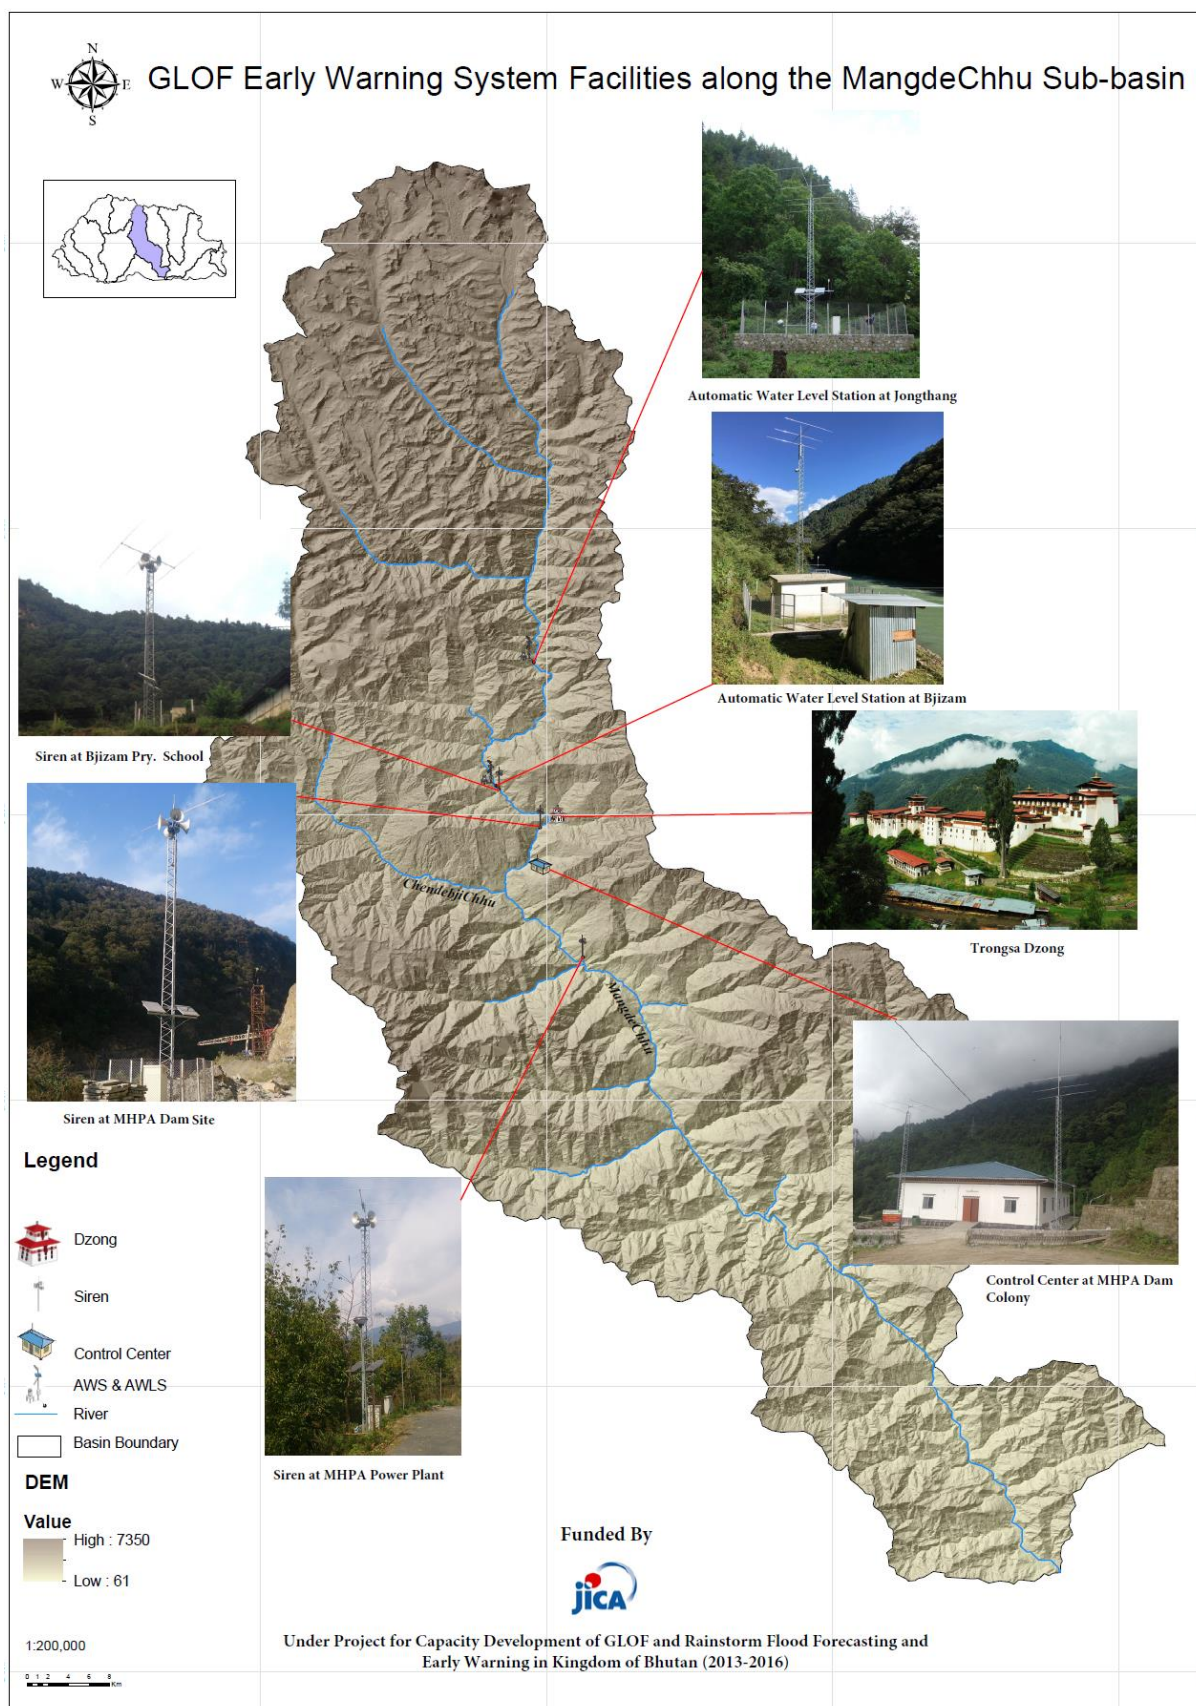 N
W E
S
GLOF Early Warning System Facilities along the MangdeChhu Sub-basin
Automatic Water Level Station at Jongthang
Automatic Water Level Station at Bjizam
Siren at Bjizam Pry. School
Trongsa Dzong
ChendebjiChhu
MangdeChhu
Siren at MHPA Dam Site
Control Center at MHPA Dam
Colony
Siren at MHPA Power Plant
Legend
Dzong
Siren
Control Center
AWS & AWLS
River
Basin Boundary
DEM
Value
High : 7350
Low : 61
1:200,000
0 1 2 4 6 8
Km
Funded By
jICA
Under Project for Capacity Development of GLOF and Rainstorm Flood Forecasting and
Early Warning in Kingdom of Bhutan (2013-2016)